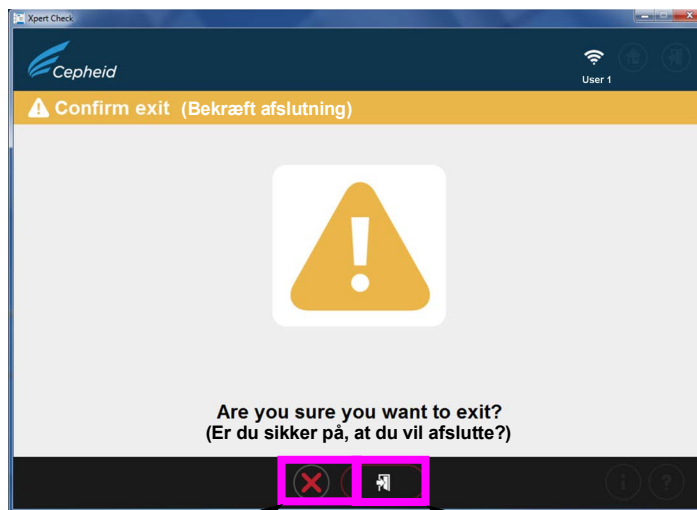 Xpert Check
Cepheid
User 1
Confirm exit (Bekræft afslutning)
Are you sure you want to exit?
(Er du sikker på, at du vil afslutte?)
i ?